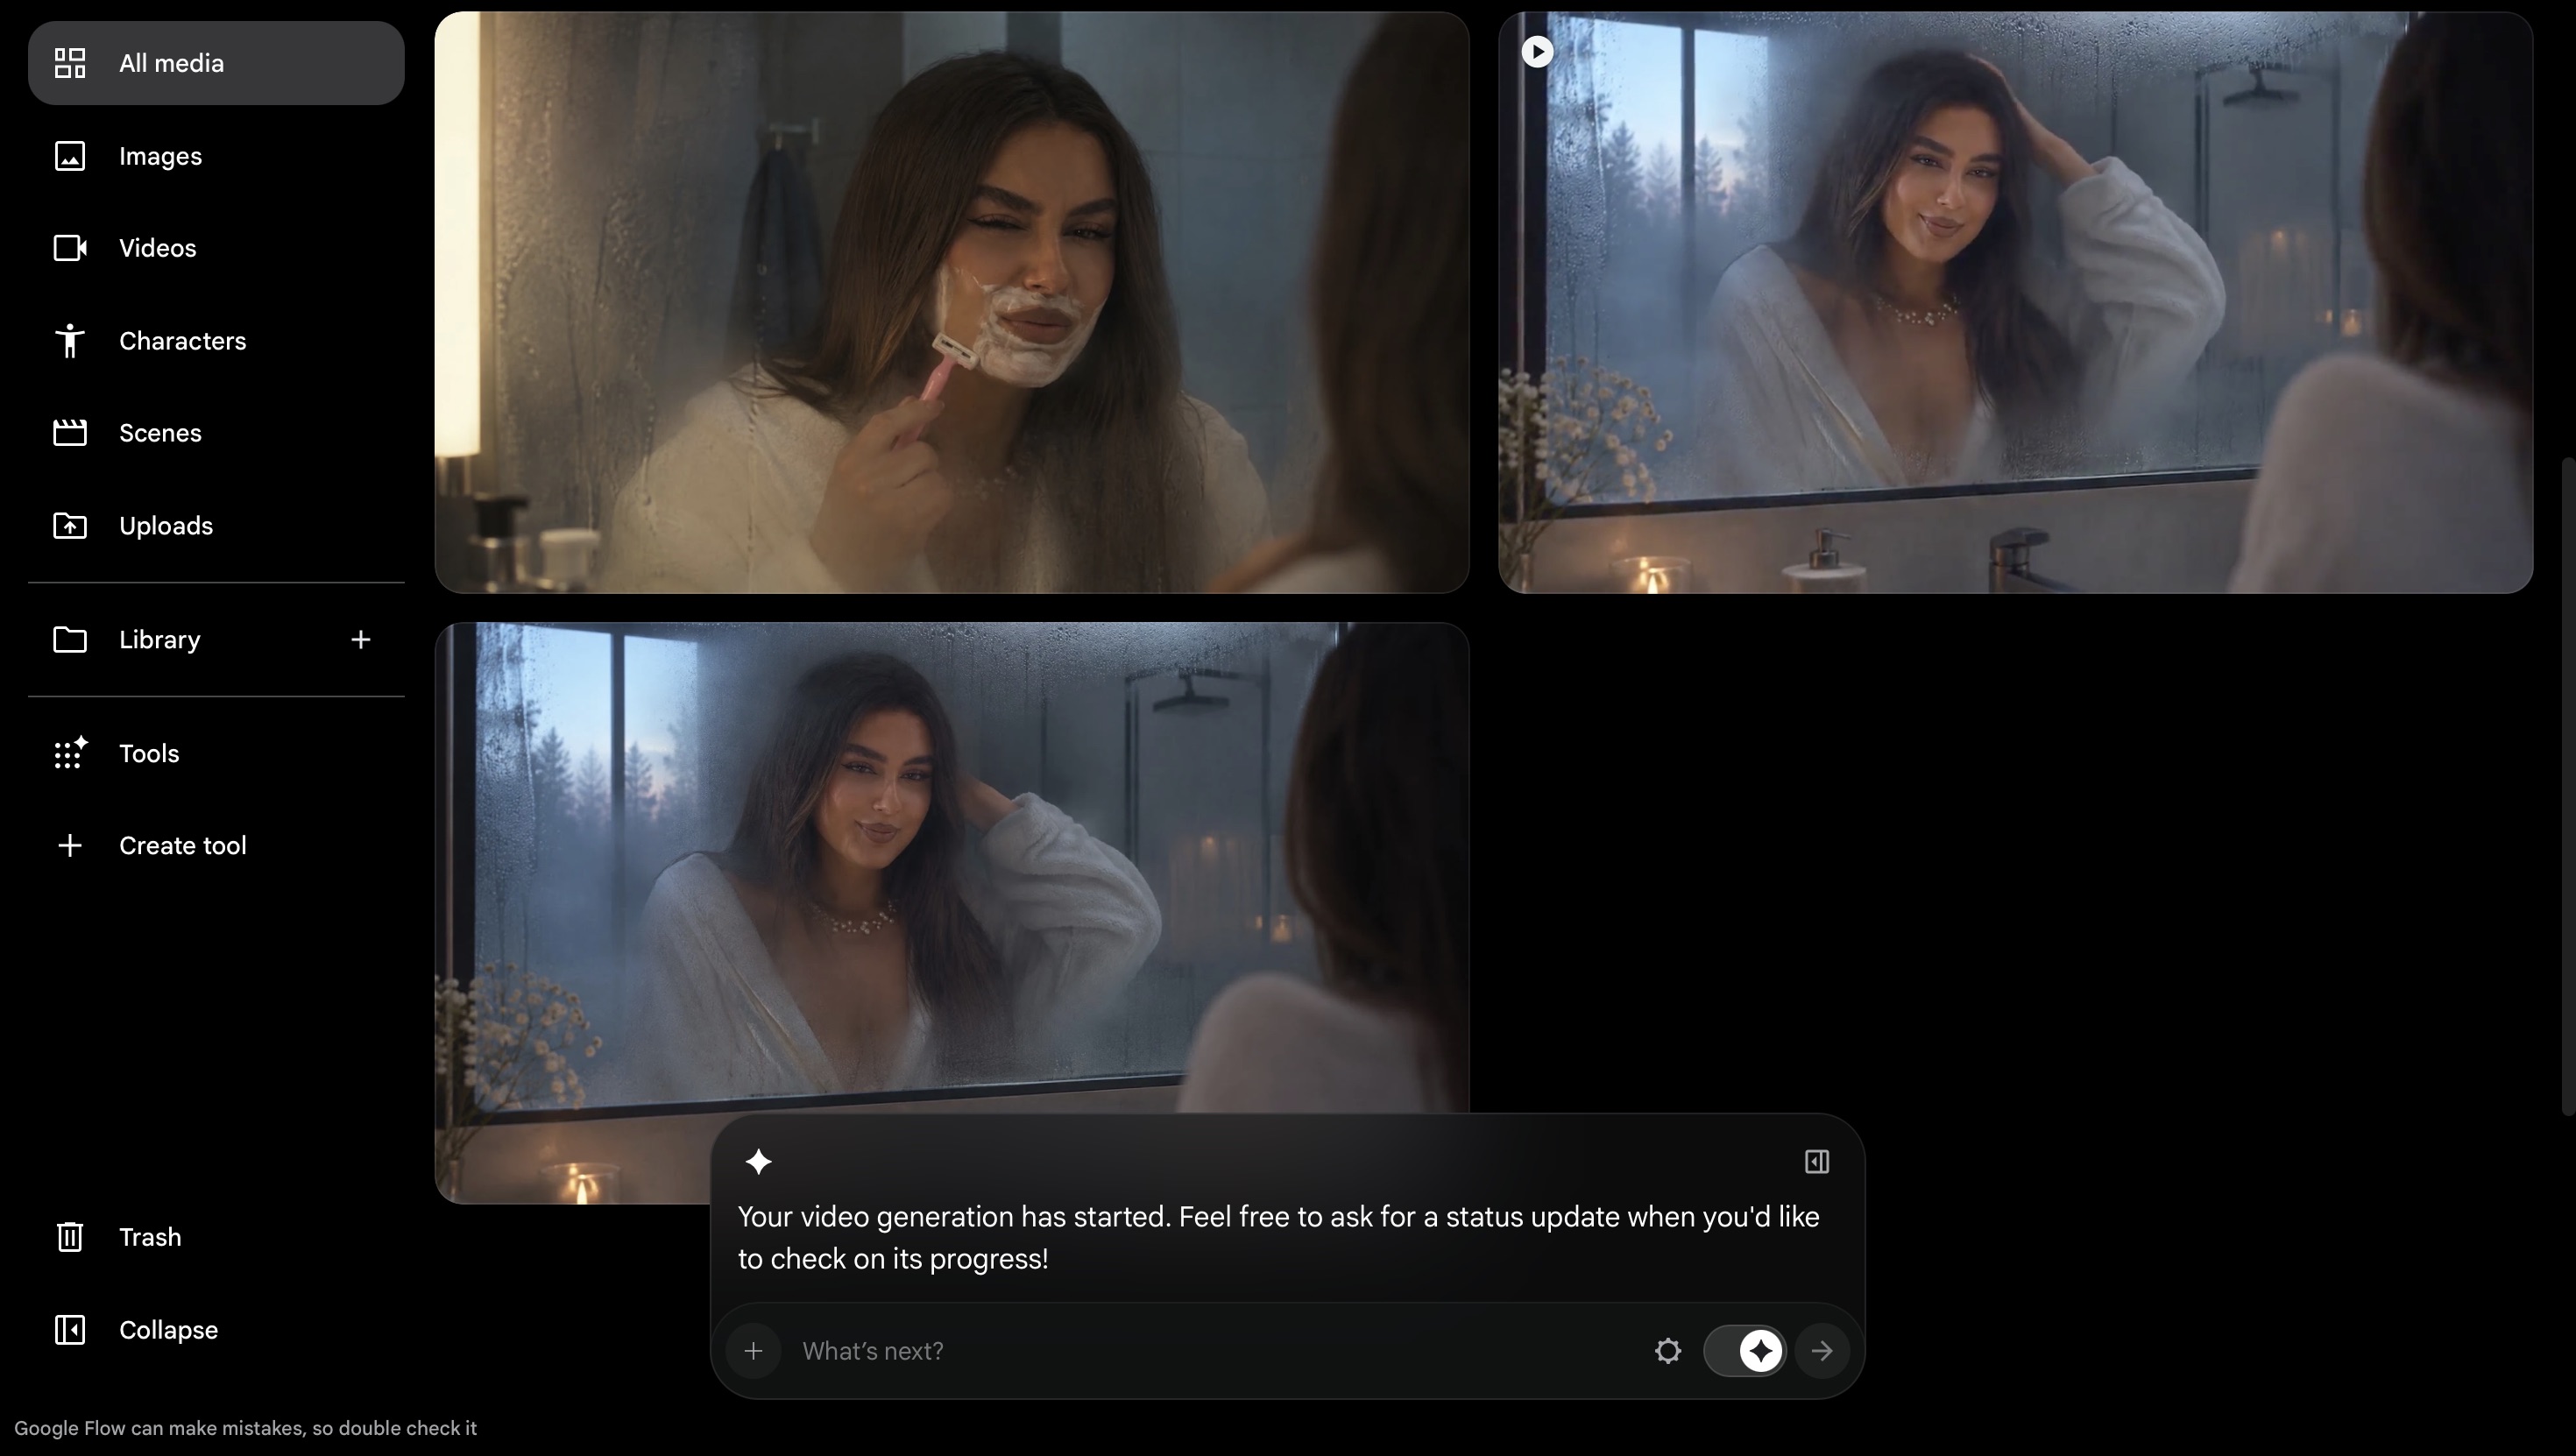 All media
Images
Videos
Characters
Scenes
Uploads
Library
Tools
Create tool
Trash
Collapse
Your video generation has started. Feel free to ask for a status update when you'd like
to check on its progress!
What's next?
Google Flow can make mistakes, so double check it